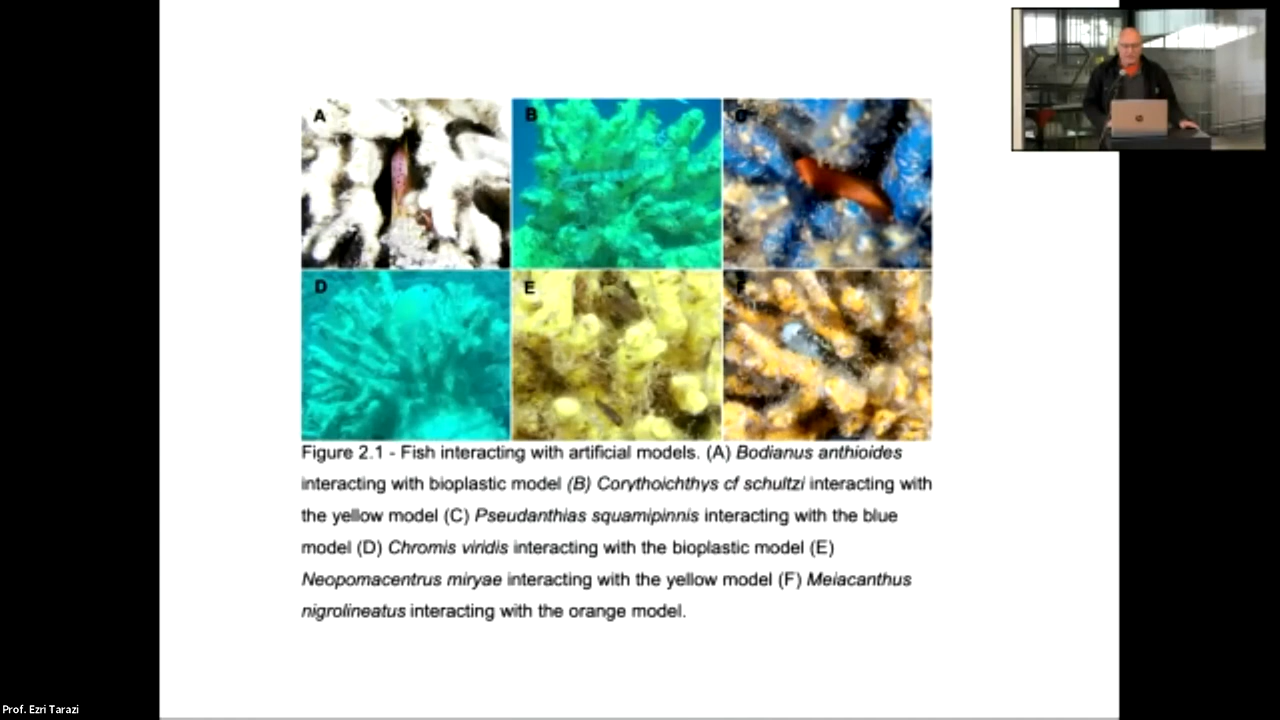 A
B
C
D
E
F
Figure 2.1 - Fish interacting with artificial models. (A) Bodianus anthioides
interacting with bioplastic model (B) Corythoichthys cf schultzi interacting with
the yellow model (C) Pseudanthias squamipinnis interacting with the blue
model (D) Chromis viridis interacting with the bioplastic model (E)
Neopomacentrus miryae interacting with the yellow model (F) Meiacanthus
nigrolineatus interacting with the orange model.
Prof. Ezri Tarazi